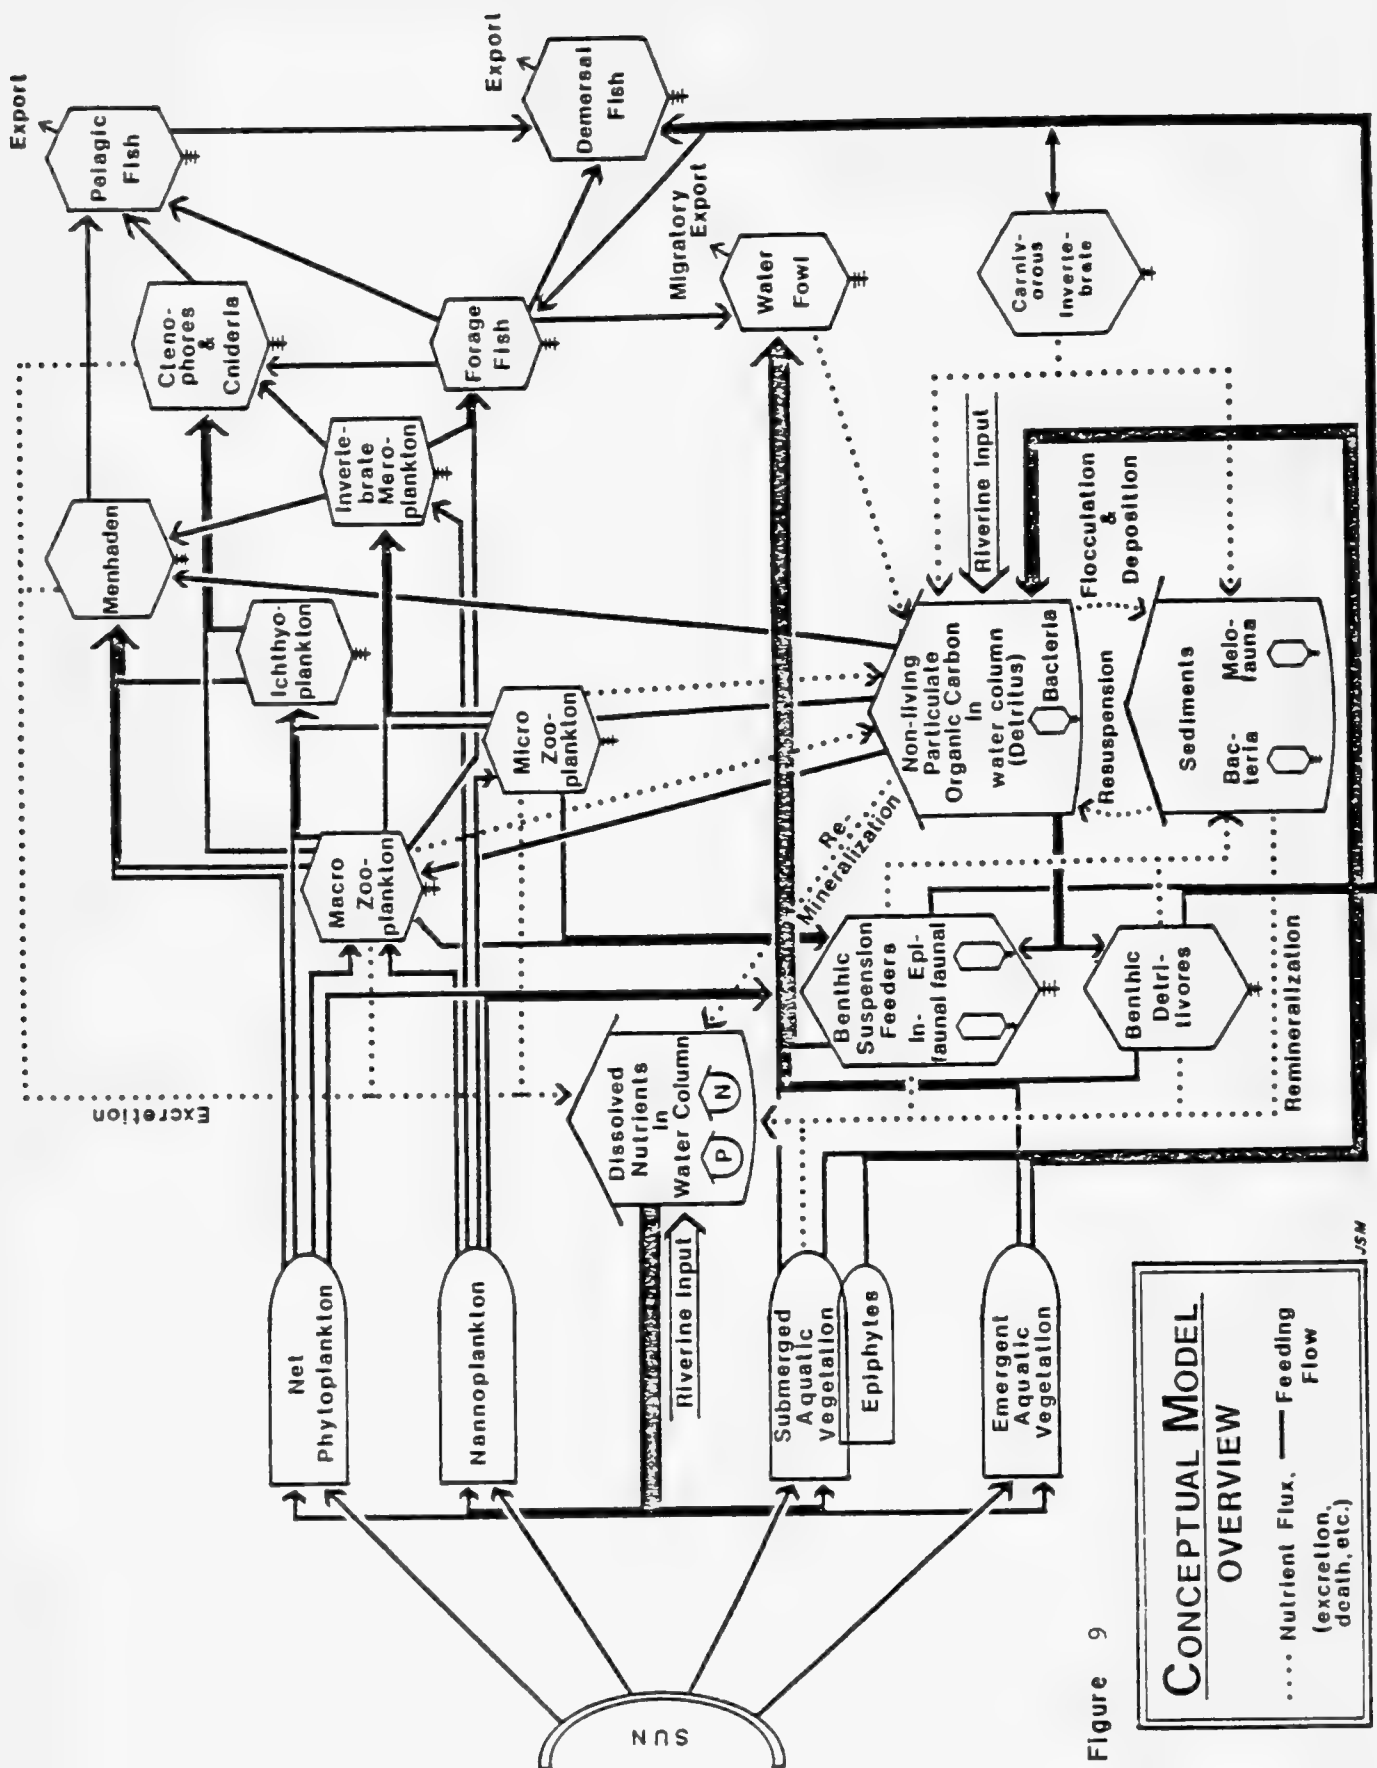 Export
Pelagic
Fish
Export
Demersal
Fish
Cteno-
phores
&
Cnideria
Forage
Fish
Migratory
Export
Water
Fowl
Carniv-
orous
Inverte-
brate
Menhaden
Inverte-
brate
Mero-
plankton
Ichthyo-
plankton
Micro
Zoo-
plankton
Macro
Zoo-
plankton
Riverine Input
Non-living
Particulate
Organic Carbon
in
water column
(Detritus)
Bacteria
Flocculation
&
Deposition
Resuspension
Sediments
Bac-
teria
Meio-
fauna
Re-
Mineralization
Benthic
Suspension
Feeders
In-
faunal
Epi-
faunal
Benthic
Detri-
tivores
Remineralization
Excretion
Dissolved
Nutrients
in
Water Column
P
N
Riverine Input
Net
Phytoplankton
Nannoplankton
Submerged
Aquatic
Vegetation
Epiphytes
Emergent
Aquatic
Vegetation
SUN
Figure 9
CONCEPTUAL MODEL
OVERVIEW
..... Nutrient Flux, — Feeding
(excretion, Flow
death, etc.)
JSM